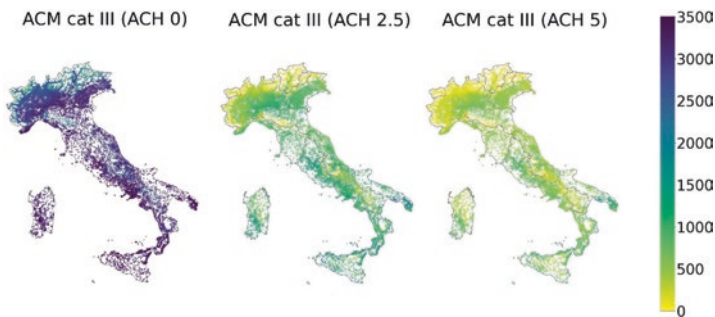 ACM cat III (ACH 0)
ACM cat III (ACH 2.5)
ACM cat III (ACH 5)
3500
3000
2500
2000
1500
1000
500
0